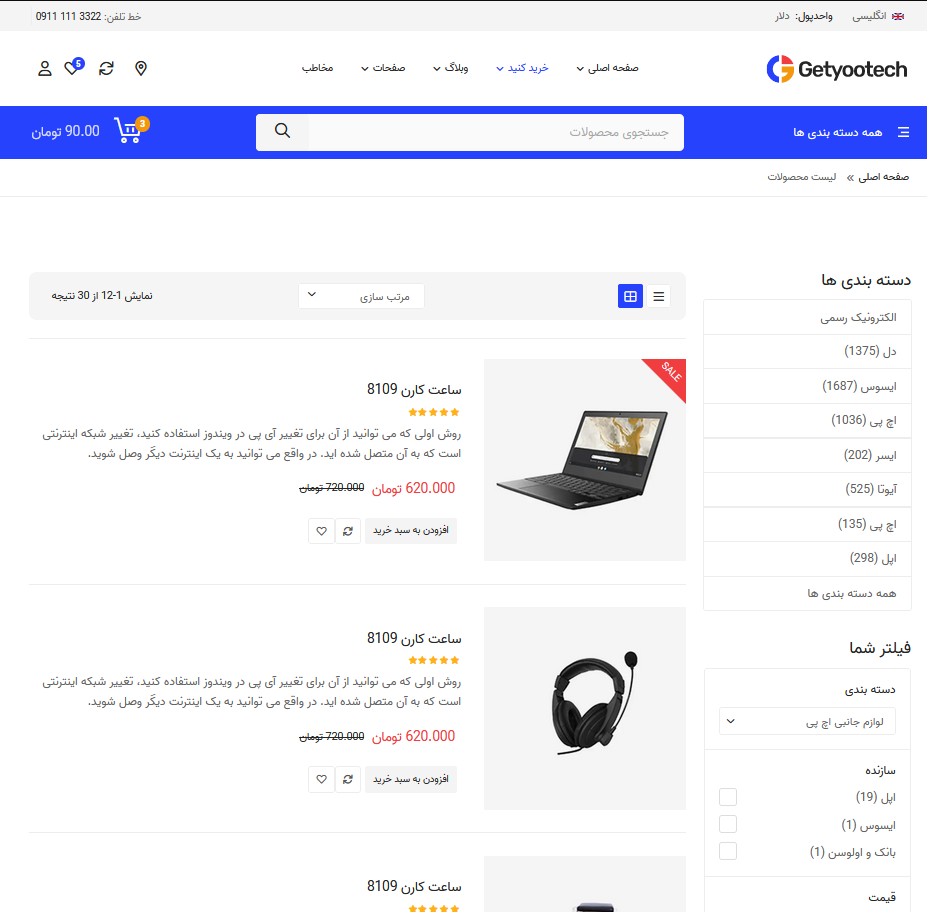 انگلیسی
واحدپول: دلار
خط تلفن: 3322 111 0911
Getyootech
صفحه اصلی
خرید کنید
وبلاگ
صفحات
مخاطب
5
همه دسته بندی ها
جستجوی محصولات
3
90.00 تومان
صفحه اصلی » لیست محصولات
دسته بندی ها
الکترونیک رسمی
دل (1375)
ایسوس (1687)
اچ پی (1036)
ایسر (202)
آیوتا (525)
اچ پی (135)
اپل (298)
همه دسته بندی ها
فیلتر شما
دسته بندی
لوازم جانبی اچ پی
سازنده
اپل (19)
ایسوس (1)
بانک و اولوسن (1)
قیمت
مرتب سازی
نمایش 1-12 از 30 نتیجه
SALE
ساعت کارن 8109
روش اولی که می توانید از آن برای تغییر آی پی در ویندوز استفاده کنید، تغییر شبکه اینترنتی
است که به آن متصل شده اید. در واقع می توانید به یک اینترنت دیگر وصل شوید.
620.000 تومان 720.000 تومان
افزودن به سبد خرید
ساعت کارن 8109
روش اولی که می توانید از آن برای تغییر آی پی در ویندوز استفاده کنید، تغییر شبکه اینترنتی
است که به آن متصل شده اید. در واقع می توانید به یک اینترنت دیگر وصل شوید.
620.000 تومان 720.000 تومان
افزودن به سبد خرید
ساعت کارن 8109